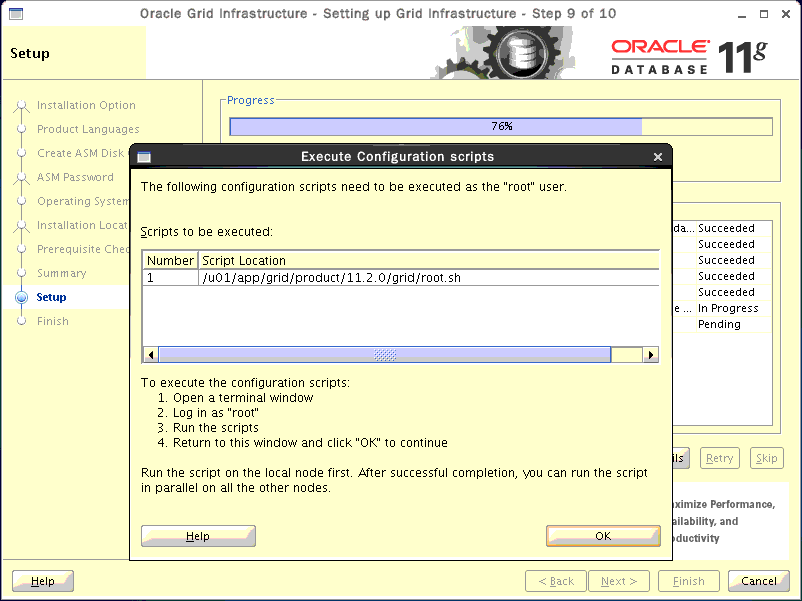 Oracle Grid Infrastructure - Setting up Grid Infrastructure - Step 9 of 10
Setup
ORACLE
DATABASE
11g
Installation Option
Product Languages
Create ASM Disk
ASM Password
Operating System
Installation Locat
Prerequisite Chec
Summary
Setup
Finish
Progress
76%
Execute Configuration scripts
The following configuration scripts need to be executed as the "root" user.
Scripts to be executed:
Number Script Location
1 /u01/app/grid/product/11.2.0/grid/root.sh
To execute the configuration scripts:
1. Open a terminal window
2. Log in as "root"
3. Run the scripts
4. Return to this window and click "OK" to continue
Run the script on the local node first. After successful completion, you can run the script
in parallel on all the other nodes.
Help
OK
da... Succeeded
Succeeded
Succeeded
Succeeded
Succeeded
e ... In Progress
Pending
ils
Retry
Skip
aximize Performance,
ailability, and
oductivity
Help
< Back
Next >
Finish
Cancel